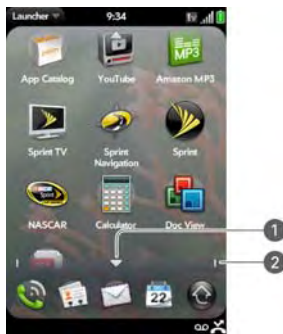 Launcher 9:34
App Catalog YouTube Amazon MP3
MP3
Sprint TV Sprint Navigation Sprint
NASCAR Calculator Doc View
22
1
2